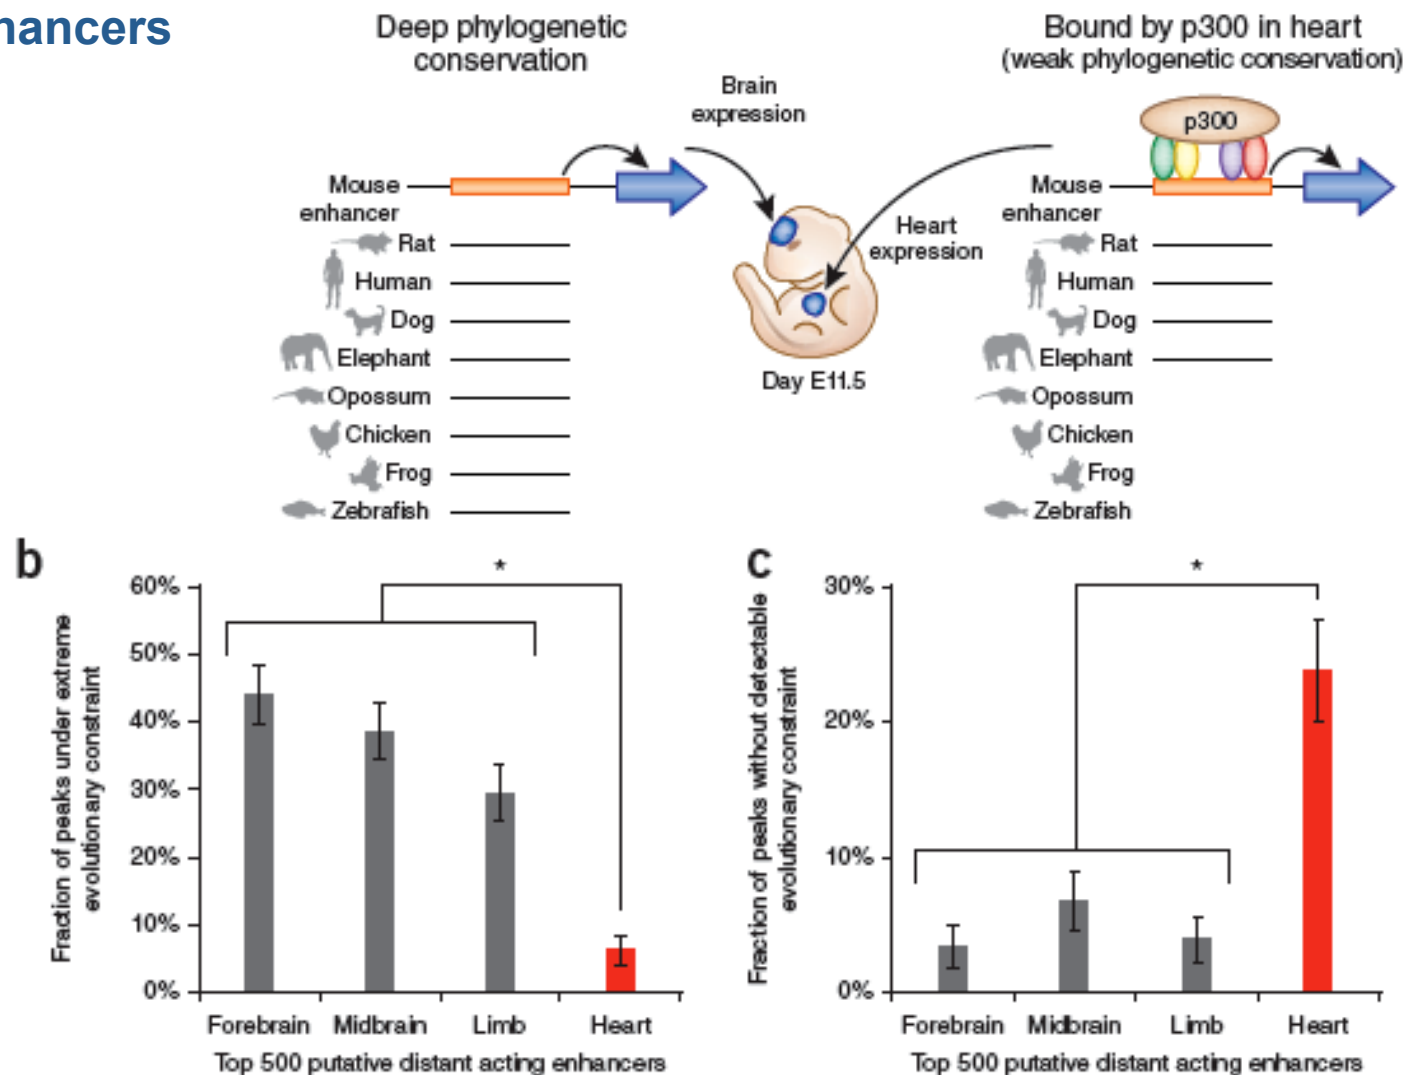 nhancers
Deep phylogenetic
conservation
Brain
expression
Mouse
enhancer
Rat
Human
Dog
Elephant
Opossum
Chicken
Frog
Zebrafish
Heart
expression
Day E11.5
Bound by p300 in heart
(weak phylogenetic conservation)
p300
Mouse
enhancer
Rat
Human
Dog
Elephant
Opossum
Chicken
Frog
Zebrafish
b
*
Fraction of peaks under extreme
evolutionary constraint
60%
50%
40%
30%
20%
10%
0%
Forebrain Midbrain Limb Heart
Top 500 putative distant acting enhancers
c
*
Fraction of peaks without detectable
evolutionary constraint
30%
20%
10%
0%
Forebrain Midbrain Limb Heart
Top 500 putative distant acting enhancers